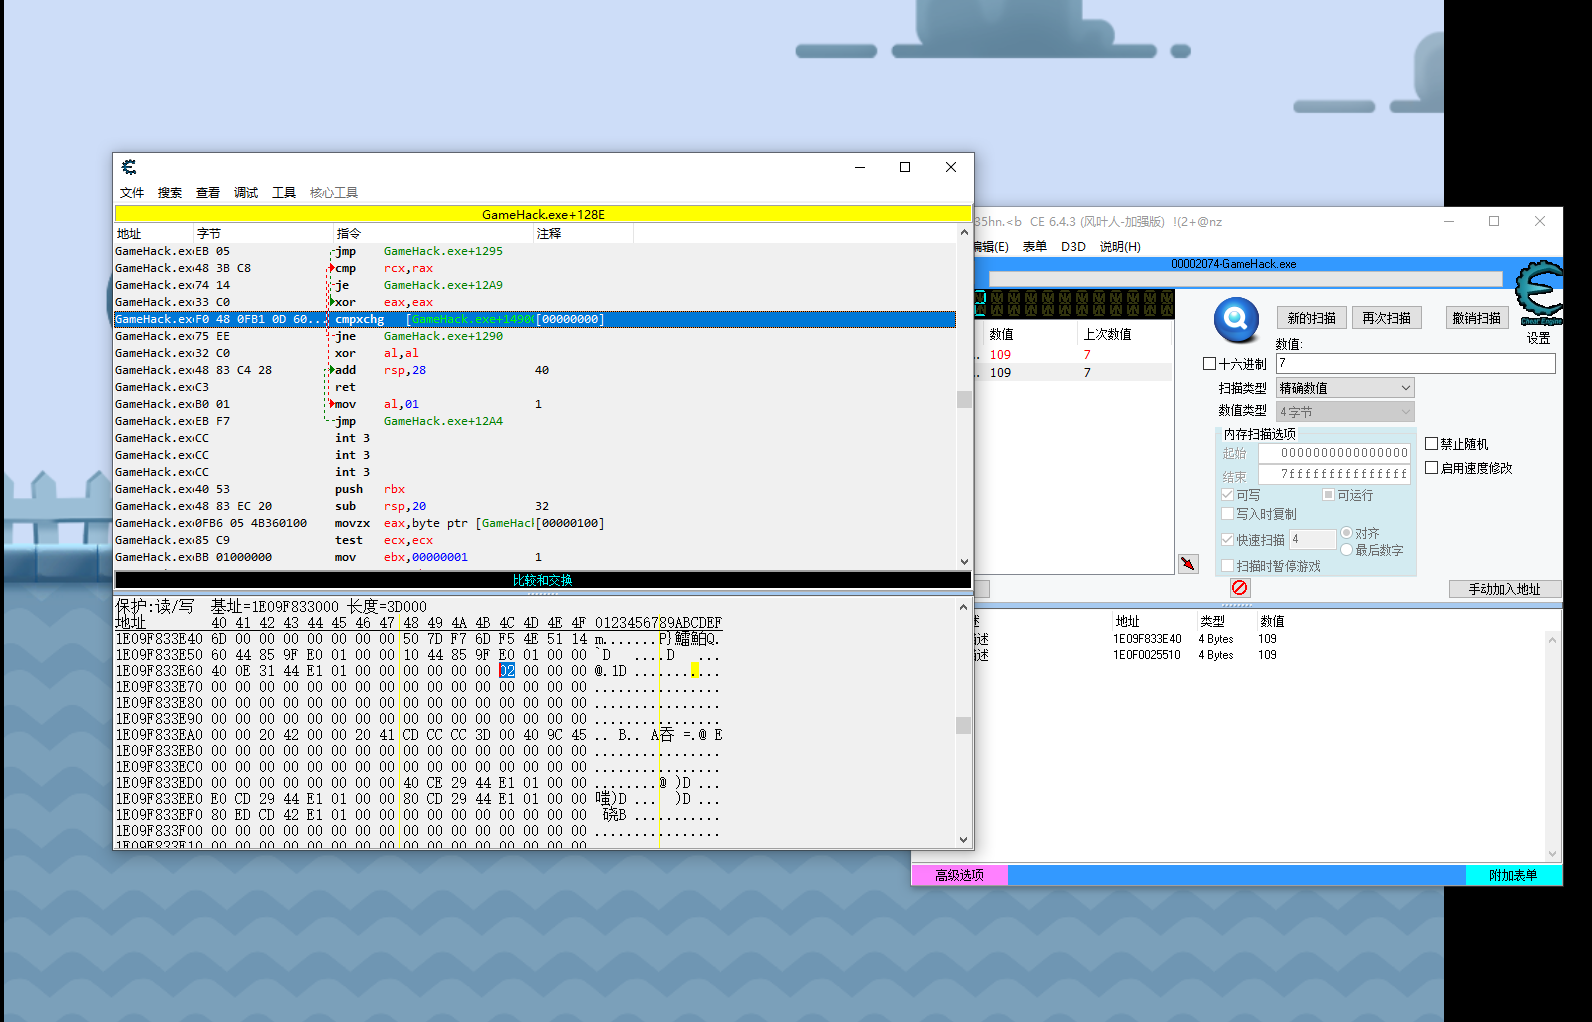 文件 搜索 查看 调试 工具 核心工具
GameHack.exe+128E
地址 字节 指令 注释
GameHack.ex EB 05 jmp GameHack.exe+1295
GameHack.ex 48 3B C8 cmp rcx,rax
GameHack.ex 74 14 je GameHack.exe+12A9
GameHack.ex 33 C0 xor eax,eax
GameHack.ex F0 48 0FB1 0D 60... cmpxchg [GameHack.exe+1490 [00000000]
GameHack.ex 75 EE jne GameHack.exe+1290
GameHack.ex 32 C0 xor al,al
GameHack.ex 48 83 C4 28 add rsp,28 40
GameHack.ex C3 ret
GameHack.ex B0 01 mov al,01 1
GameHack.ex EB F7 jmp GameHack.exe+12A4
GameHack.ex CC int 3
GameHack.ex CC int 3
GameHack.ex CC int 3
GameHack.ex 40 53 push rbx
GameHack.ex 48 83 EC 20 sub rsp,20 32
GameHack.ex 0FB6 05 4B360100 movzx eax,byte ptr [GameHack [00000100]
GameHack.ex 85 C9 test ecx,ecx
GameHack.ex BB 01000000 mov ebx,00000001 1
比较和交换
保护:读/写 基址=1E09F833000 长度=3D000
地址 40 41 42 43 44 45 46 47 48 49 4A 4B 4C 4D 4E 4F 0123456789ABCDEF
1E09F833E40 6D 00 00 00 00 00 00 00 50 7D F7 6D F5 4E 51 14 m.......P}鱩鮊Q.
1E09F833E50 60 44 85 9F E0 01 00 00 10 44 85 9F E0 01 00 00 `D ....D ...
1E09F833E60 40 0E 31 44 E1 01 00 00 00 00 00 00 02 00 00 00 @.1D ...........
1E09F833E70 00 00 00 00 00 00 00 00 00 00 00 00 00 00 00 00 ................
1E09F833E80 00 00 00 00 00 00 00 00 00 00 00 00 00 00 00 00 ................
1E09F833E90 00 00 00 00 00 00 00 00 00 00 00 00 00 00 00 00 ................
1E09F833EA0 00 00 20 42 00 00 20 41 CD CC CC 3D 00 40 9C 45 .. B.. A吞 =.@ E
1E09F833EB0 00 00 00 00 00 00 00 00 00 00 00 00 00 00 00 00 ................
1E09F833EC0 00 00 00 00 00 00 00 00 00 00 00 00 00 00 00 00 ................
1E09F833ED0 00 00 00 00 00 00 00 00 40 CE 29 44 E1 01 00 00 ........@ )D ...
1E09F833EE0 E0 CD 29 44 E1 01 00 00 80 CD 29 44 E1 01 00 00 嗤)D ... )D ...
1E09F833EF0 80 ED CD 42 E1 01 00 00 00 00 00 00 00 00 00 00 B ...........
1E09F833F00 00 00 00 00 00 00 00 00 00 00 00 00 00 00 00 00 ................
1E09F833F10 00 00 00 00 00 00 00 00 00 00 00 00 00 00 00 00
35hn.<b CE 6.4.3 (风叶人-加强版) !(2+@nz
编辑(E) 表单 D3D 说明(H)
00002074-GameHack.exe
数值 上次数值
109 7
109 7
新的扫描 再次扫描 撤销扫描
Cheat Engine
设置
数值:
十六进制 7
扫描类型 精确数值
数值类型 4字节
内存扫描选项
起始 0000000000000000
结束 7fffffffffffffff
可写 可运行
写入时复制
快速扫描 4 对齐
最后数字
扫描时暂停游戏
禁止随机
启用速度修改
手动加入地址
述 地址 类型 数值
述 1E09F833E40 4 Bytes 109
述 1E0F0025510 4 Bytes 109
高级选项
附加表单